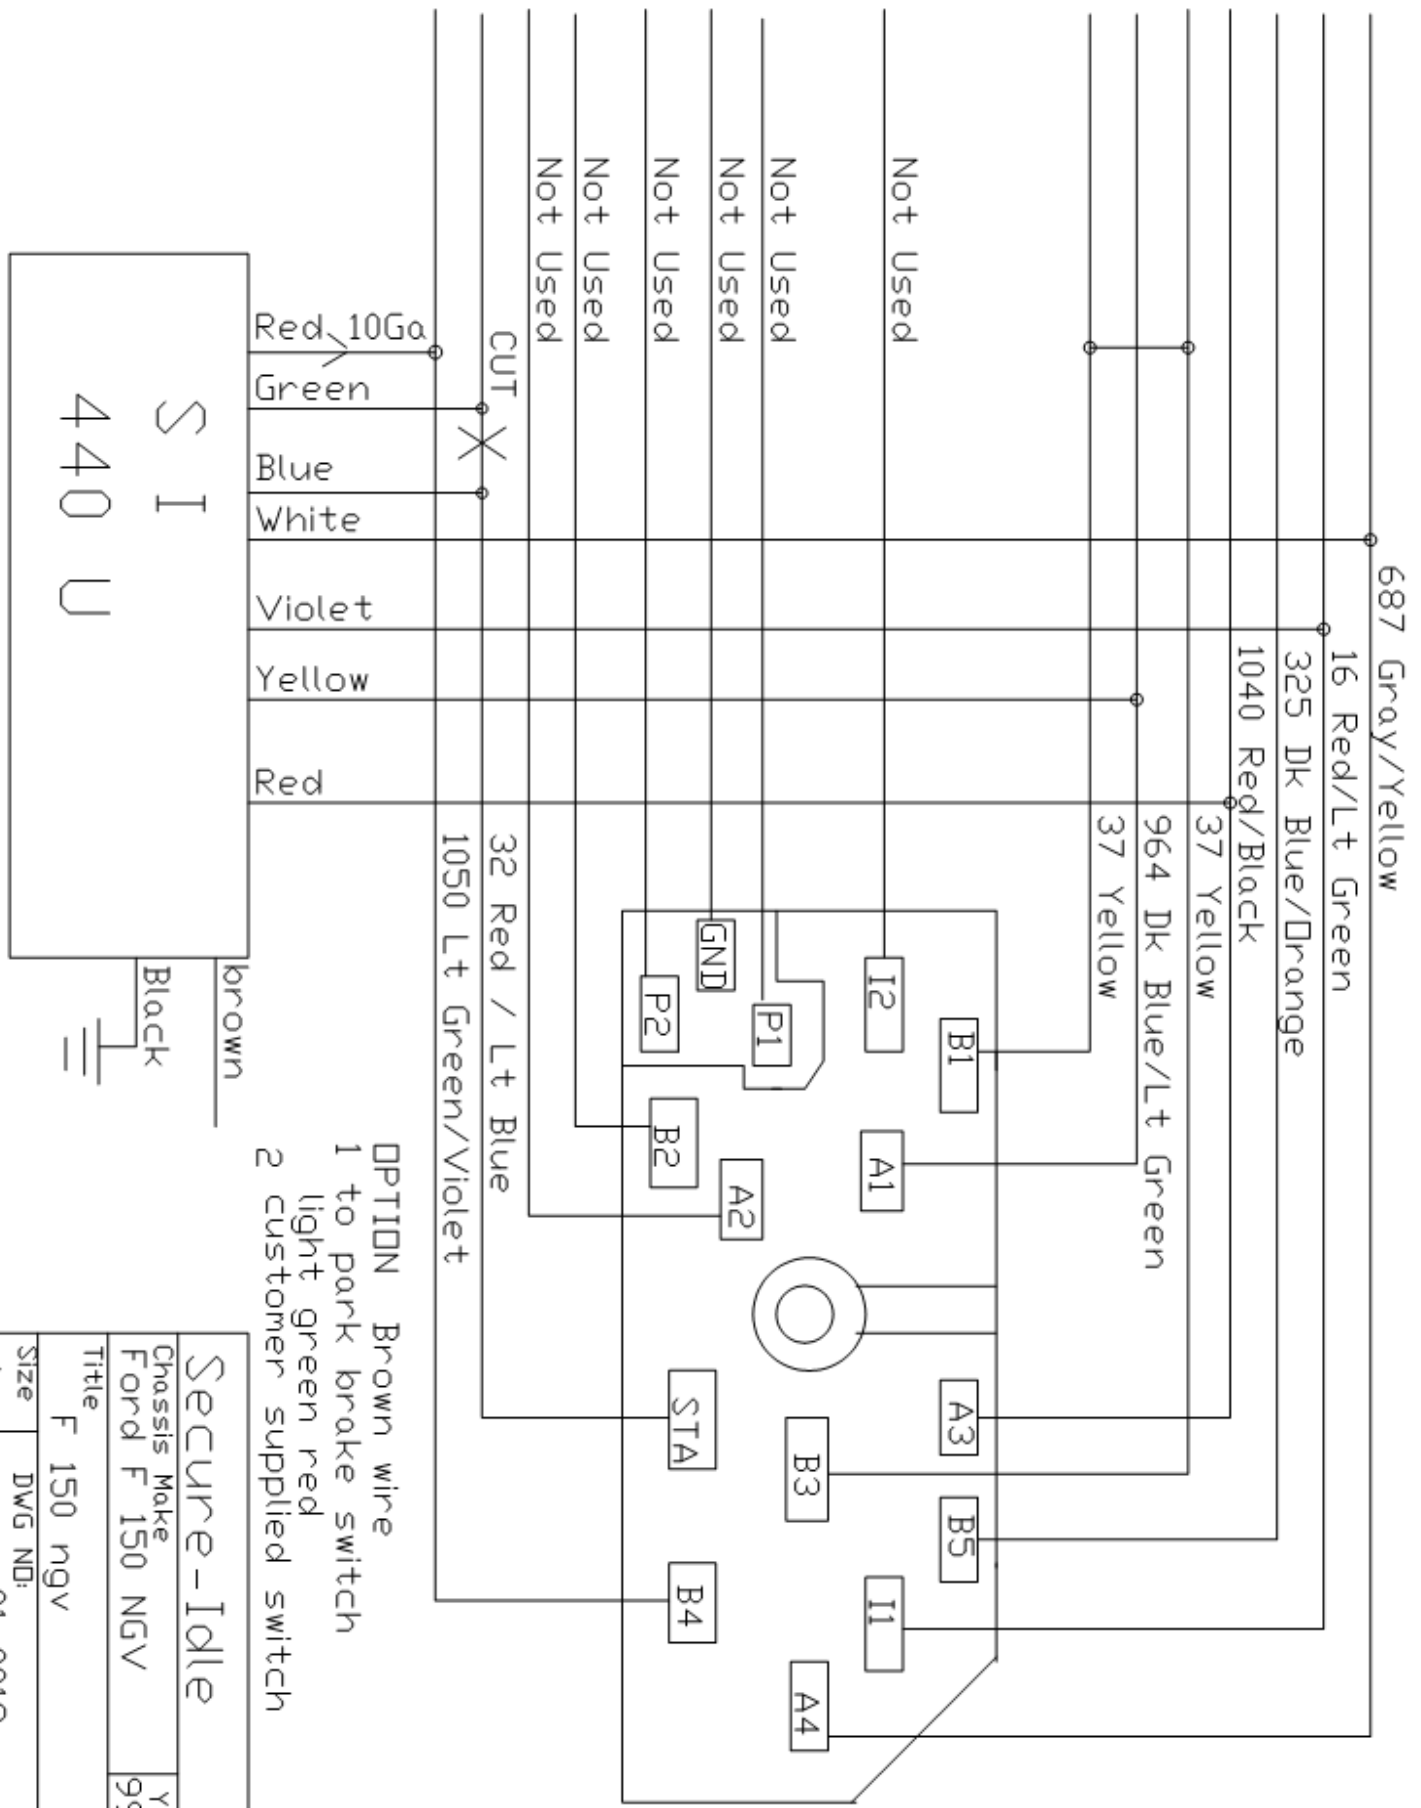 687 Gray/Yellow
16 Red/Lt Green
325 Dk Blue/Orange
1040 Red/Black
37 Yellow
964 Dk Blue/Lt Green
37 Yellow
Not Used
Not Used
Not Used
Not Used
Not Used
Not Used
CUT
32 Red / Lt Blue
1050 Lt Green/Violet
I2
B1
A1
P1
GND
P2
B2
A2
A3
B3
B5
I1
A4
STA
B4
Red 10Ga
Green
Blue
White
Violet
Yellow
Red
S I
440 U
brown
Black
OPTION Brown wire
1 to park brake switch
light green red
2 customer supplied switch
Secure-Idle
Chassis Make
Ford F 150 NGV
Title
F 150 ngv
Size
DWG NO: